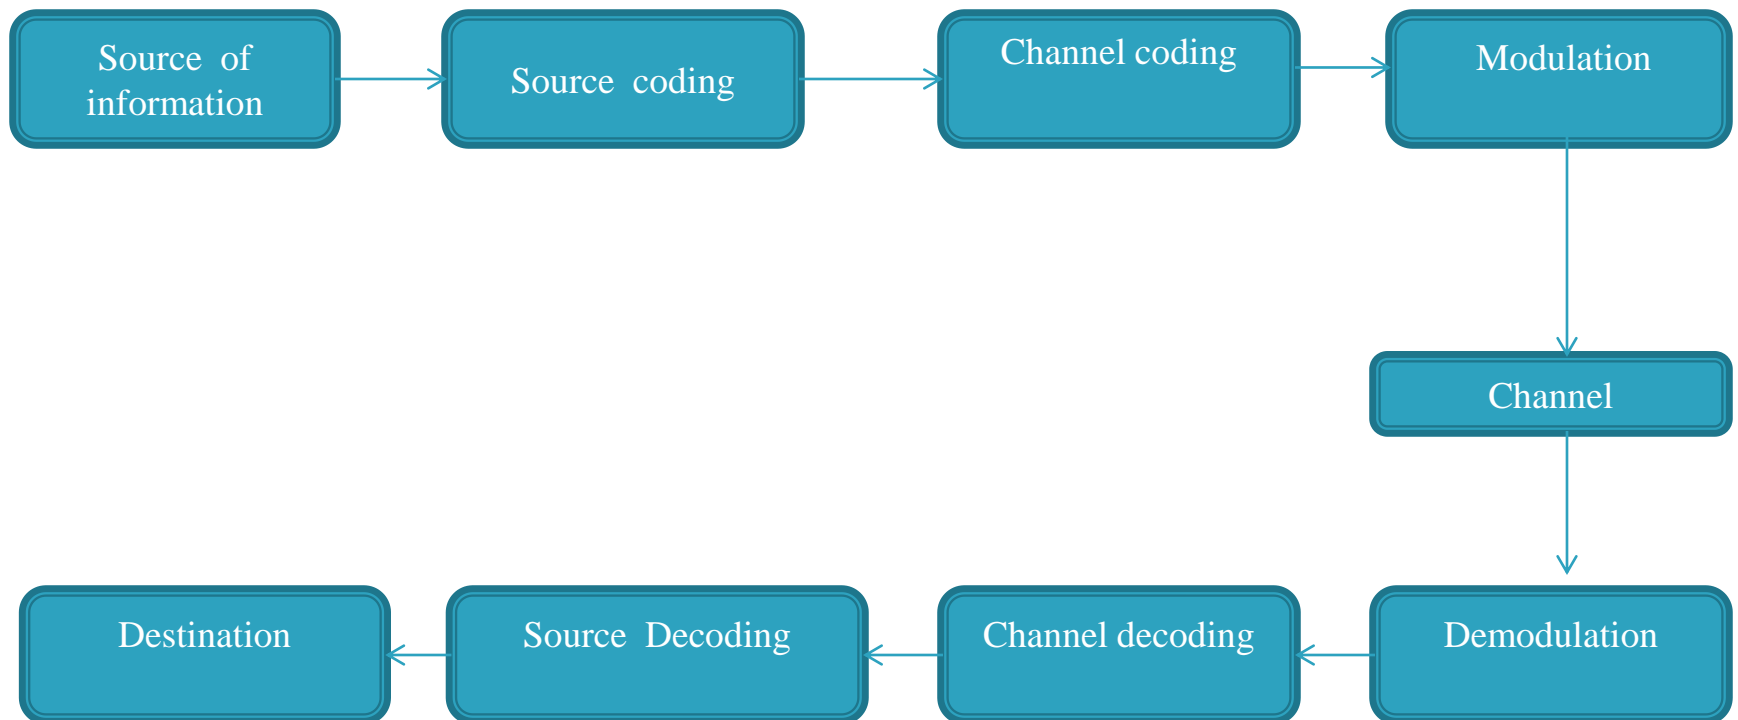 Source of
information
Source coding
Channel coding
Modulation
Channel
Demodulation
Channel decoding
Source Decoding
Destination